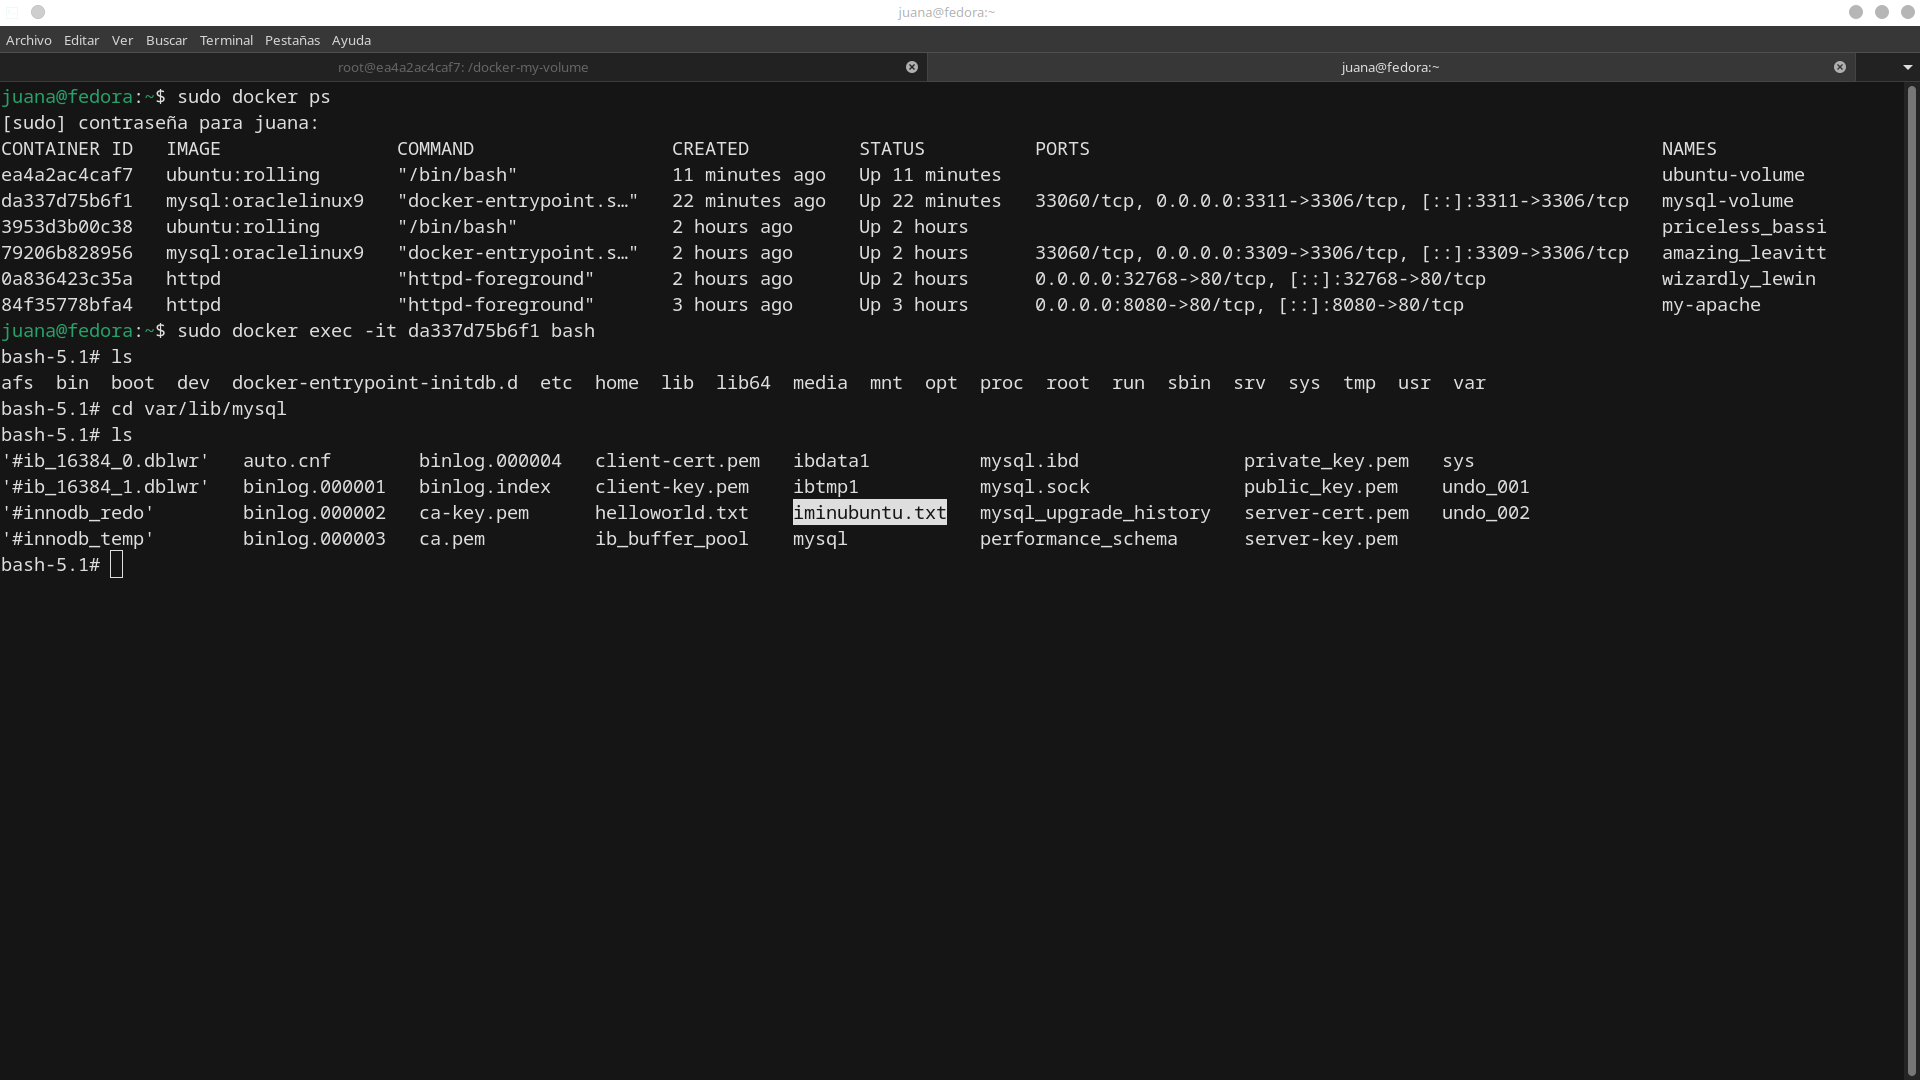 juana@fedora:~
Archivo Editar Ver Buscar Terminal Pestañas Ayuda
root@ea4a2ac4caf7: /docker-my-volume juana@fedora:~
juana@fedora:~$ sudo docker ps
[sudo] contraseña para juana:
CONTAINER ID   IMAGE                COMMAND                  CREATED          STATUS          PORTS                                                    NAMES
ea4a2ac4caf7   ubuntu:rolling       "/bin/bash"              11 minutes ago   Up 11 minutes                                                            ubuntu-volume
da337d75b6f1   mysql:oraclelinux9   "docker-entrypoint.s…"   22 minutes ago   Up 22 minutes   33060/tcp, 0.0.0.0:3311->3306/tcp, [::]:3311->3306/tcp   mysql-volume
3953d3b00c38   ubuntu:rolling       "/bin/bash"              2 hours ago      Up 2 hours                                                               priceless_bassi
79206b828956   mysql:oraclelinux9   "docker-entrypoint.s…"   2 hours ago      Up 2 hours      33060/tcp, 0.0.0.0:3309->3306/tcp, [::]:3309->3306/tcp   amazing_leavitt
0a836423c35a   httpd                "httpd-foreground"       2 hours ago      Up 2 hours      0.0.0.0:32768->80/tcp, [::]:32768->80/tcp                wizardly_lewin
84f35778bfa4   httpd                "httpd-foreground"       3 hours ago      Up 3 hours      0.0.0.0:8080->80/tcp, [::]:8080->80/tcp                  my-apache
juana@fedora:~$ sudo docker exec -it da337d75b6f1 bash
bash-5.1# ls
afs  bin  boot  dev  docker-entrypoint-initdb.d  etc  home  lib  lib64  media  mnt  opt  proc  root  run  sbin  srv  sys  tmp  usr  var
bash-5.1# cd var/lib/mysql
bash-5.1# ls
'#ib_16384_0.dblwr'   auto.cnf        binlog.000004   client-cert.pem   ibdata1          mysql.ibd               private_key.pem   sys
'#ib_16384_1.dblwr'   binlog.000001   binlog.index    client-key.pem    ibtmp1           mysql.sock              public_key.pem    undo_001
'#innodb_redo'        binlog.000002   ca-key.pem      helloworld.txt    iminubuntu.txt   mysql_upgrade_history   server-cert.pem   undo_002
'#innodb_temp'        binlog.000003   ca.pem          ib_buffer_pool    mysql            performance_schema      server-key.pem
bash-5.1#